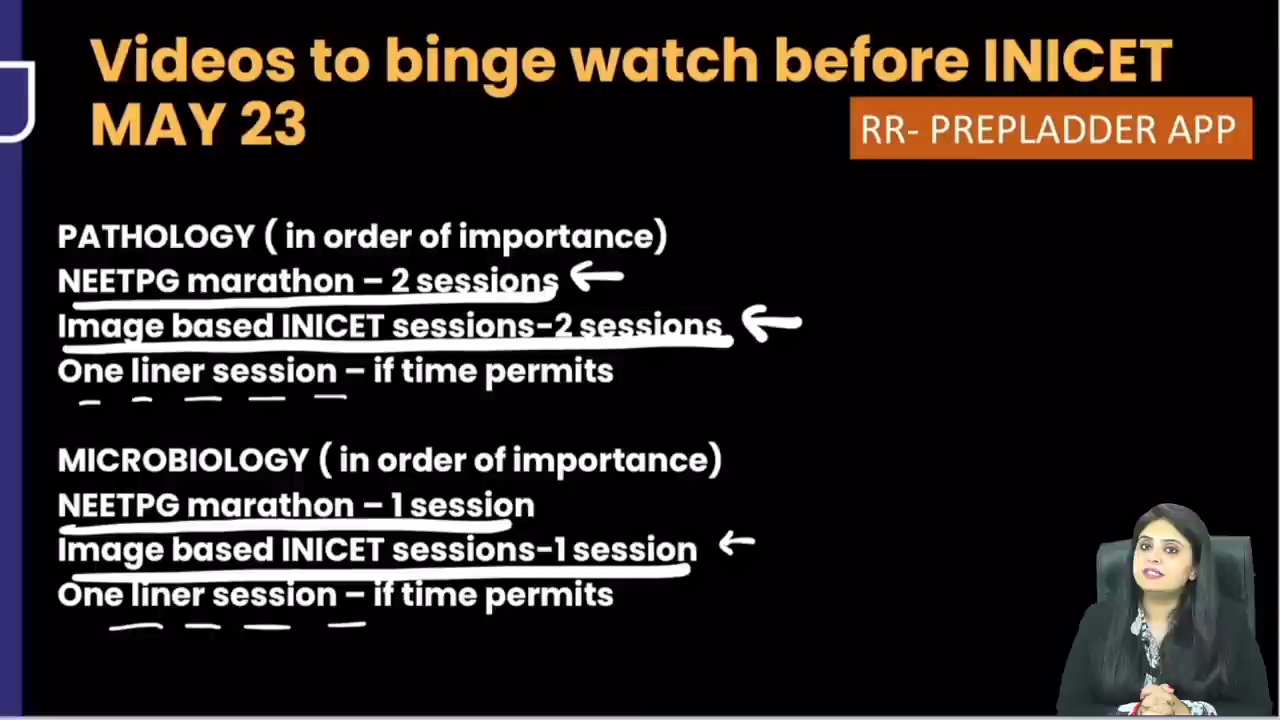 Videos to binge watch before INICET
MAY 23
RR- PREPLADDER APP
PATHOLOGY ( in order of importance)
NEETPG marathon – 2 sessions
Image based INICET sessions-2 sessions
One liner session – if time permits
MICROBIOLOGY ( in order of importance)
NEETPG marathon – 1 session
Image based INICET sessions-1 session
One liner session – if time permits